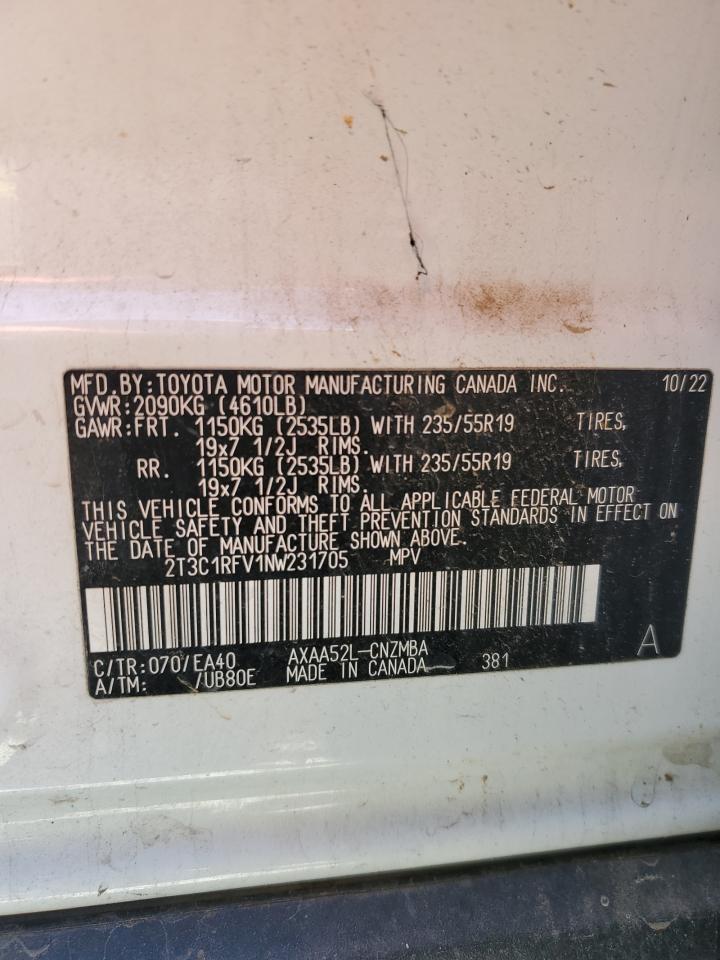 MFD. BY: TOYOTA MOTOR MANUFACTURING CANADA INC. 10/22
GVWR: 2090KG (4610LB)
GAWR: FRT. 1150KG (2535LB) WITH 235/55R19 TIRES,
19x7 1/2J RIMS.
RR. 1150KG (2535LB) WITH 235/55R19 TIRES,
19x7 1/2J RIMS.
THIS VEHICLE CONFORMS TO ALL APPLICABLE FEDERAL MOTOR
VEHICLE SAFETY AND THEFT PREVENTION STANDARDS IN EFFECT ON
THE DATE OF MANUFACTURE SHOWN ABOVE.
2T3C1RFV1NW231705 MPV
C/TR: 070/EA40 AXAA52L-CNZMBA A
A/TM: /UB80E MADE IN CANADA 381